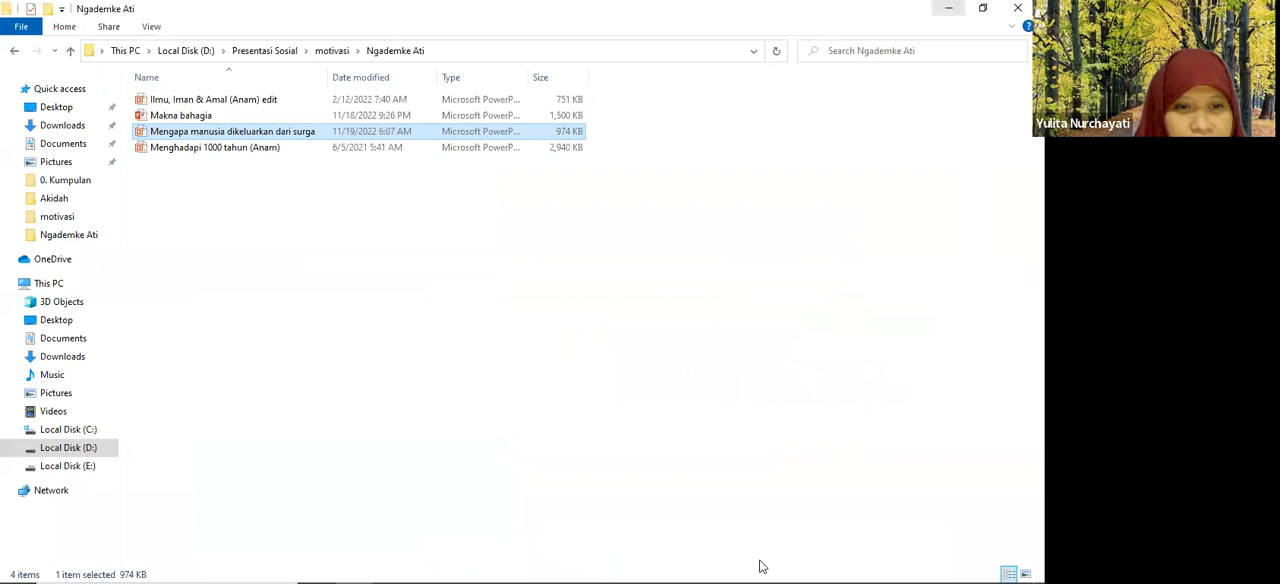 Ngademke Ati
File Home Share View
This PC Local Disk (D:) Presentasi Sosial motivasi Ngademke Ati
Search Ngademke Ati
Name Date modified Type Size
Ilmu, Iman & Amal (Anam) edit 2/12/2022 7:40 AM Microsoft PowerP... 751 KB
Makna bahagia 11/18/2022 9:26 PM Microsoft PowerP... 1,500 KB
Mengapa manusia dikeluarkan dari surga 11/19/2022 6:07 AM Microsoft PowerP... 974 KB
Menghadapi 1000 tahun (Anam) 6/5/2021 5:41 AM Microsoft PowerP... 2,940 KB
Quick access
Desktop
Downloads
Documents
Pictures
0. Kumpulan
Akidah
motivasi
Ngademke Ati
OneDrive
This PC
3D Objects
Desktop
Documents
Downloads
Music
Pictures
Videos
Local Disk (C:)
Local Disk (D:)
Local Disk (E:)
Network
4 items 1 item selected 974 KB
Yulita Nurchayati